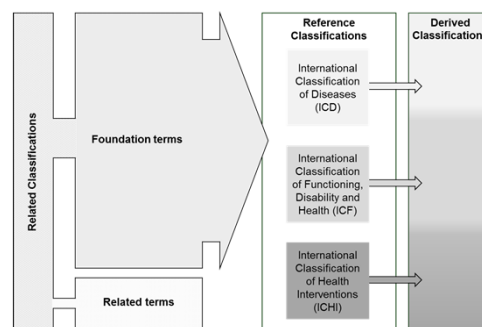 Related Classifications
Foundation terms
Related terms
Reference
Classifications
International
Classification
of Diseases
(ICD)
International
Classification
of Functioning,
Disability and
Health (ICF)
International
Classification
of Health
Interventions
(ICHI)
Derived
Classification